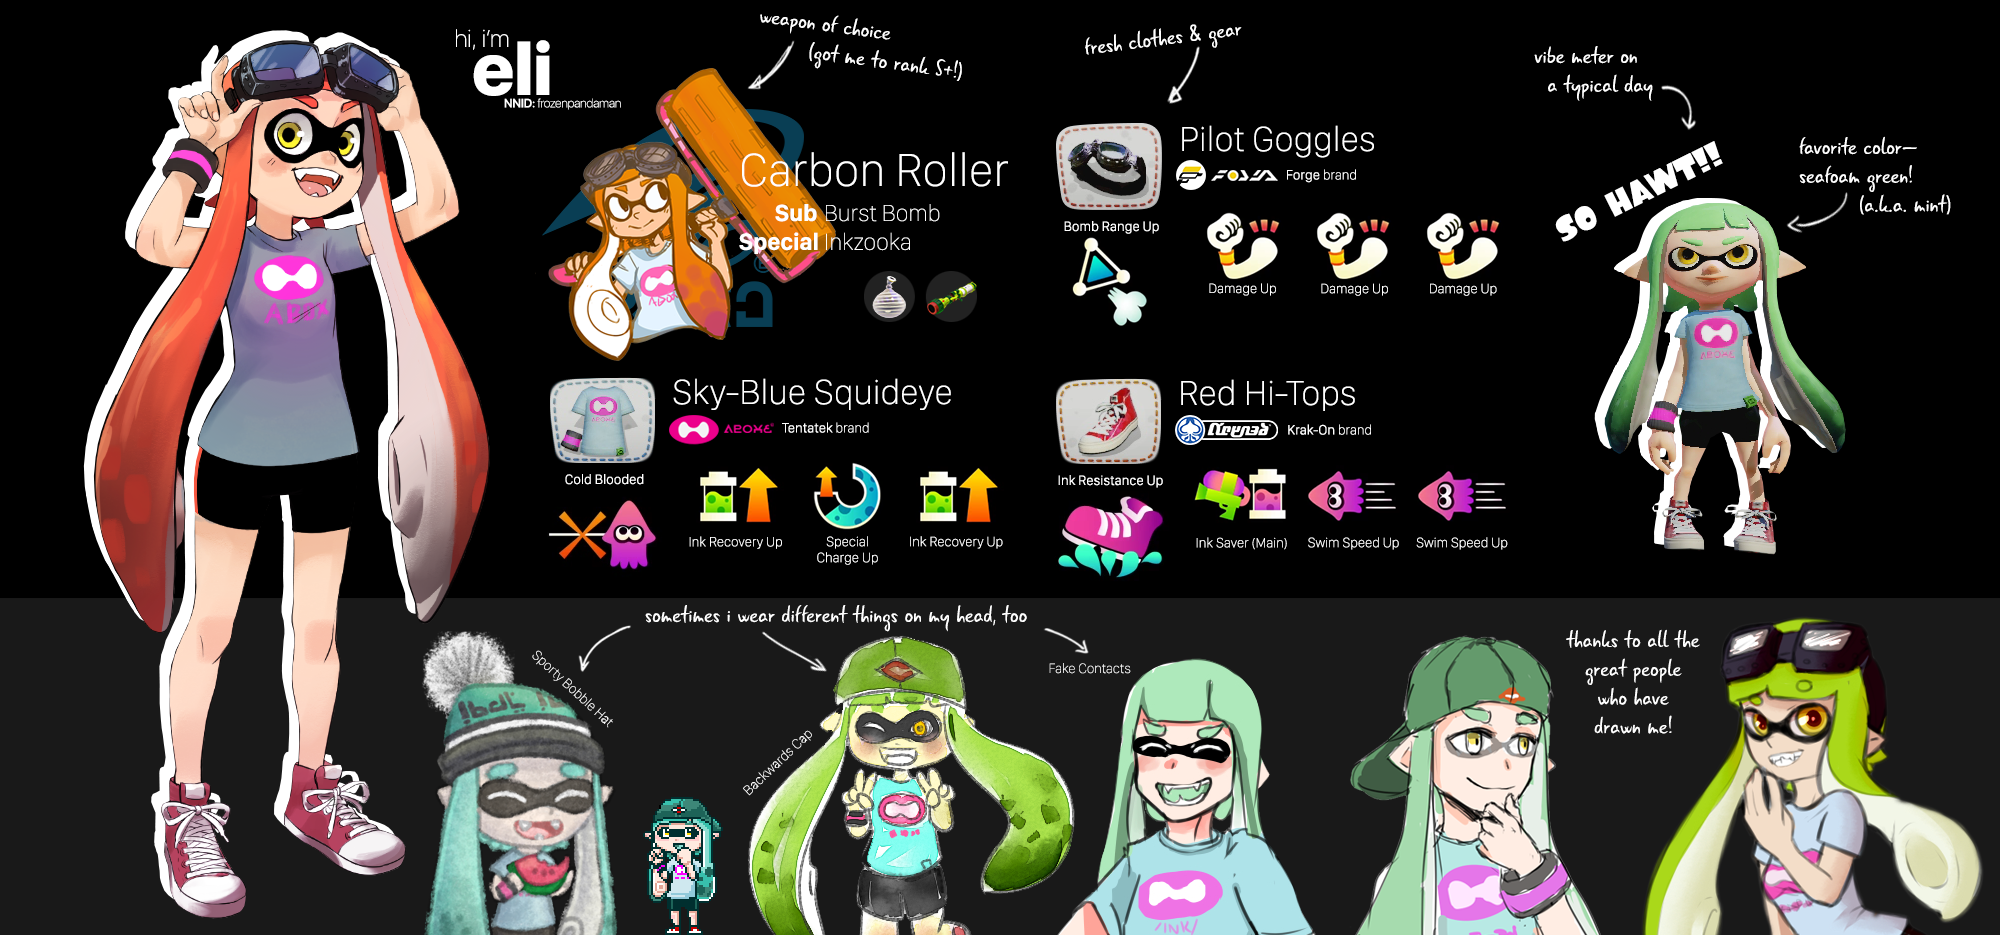 hi, i'm
eli
NNID: frozenpandaman
weapon of choice
(got me to rank S+!)
Carbon Roller
Sub Burst Bomb
Special Inkzooka
fresh clothes & gear
Pilot Goggles
Forge brand
Bomb Range Up
Damage Up
Damage Up
Damage Up
vibe meter on
a typical day
SO HAWT!!
favorite color—
seafoam green!
(a.k.a. mint)
Sky-Blue Squideye
Tentatek brand
Cold Blooded
Ink Recovery Up
Special
Charge Up
Ink Recovery Up
Red Hi-Tops
Krak-On brand
Ink Resistance Up
Ink Saver (Main)
Swim Speed Up
Swim Speed Up
sometimes i wear different things on my head, too
Sporty Bobble Hat
Backwards Cap
Fake Contacts
thanks to all the
great people
who have
drawn me!
/INK/